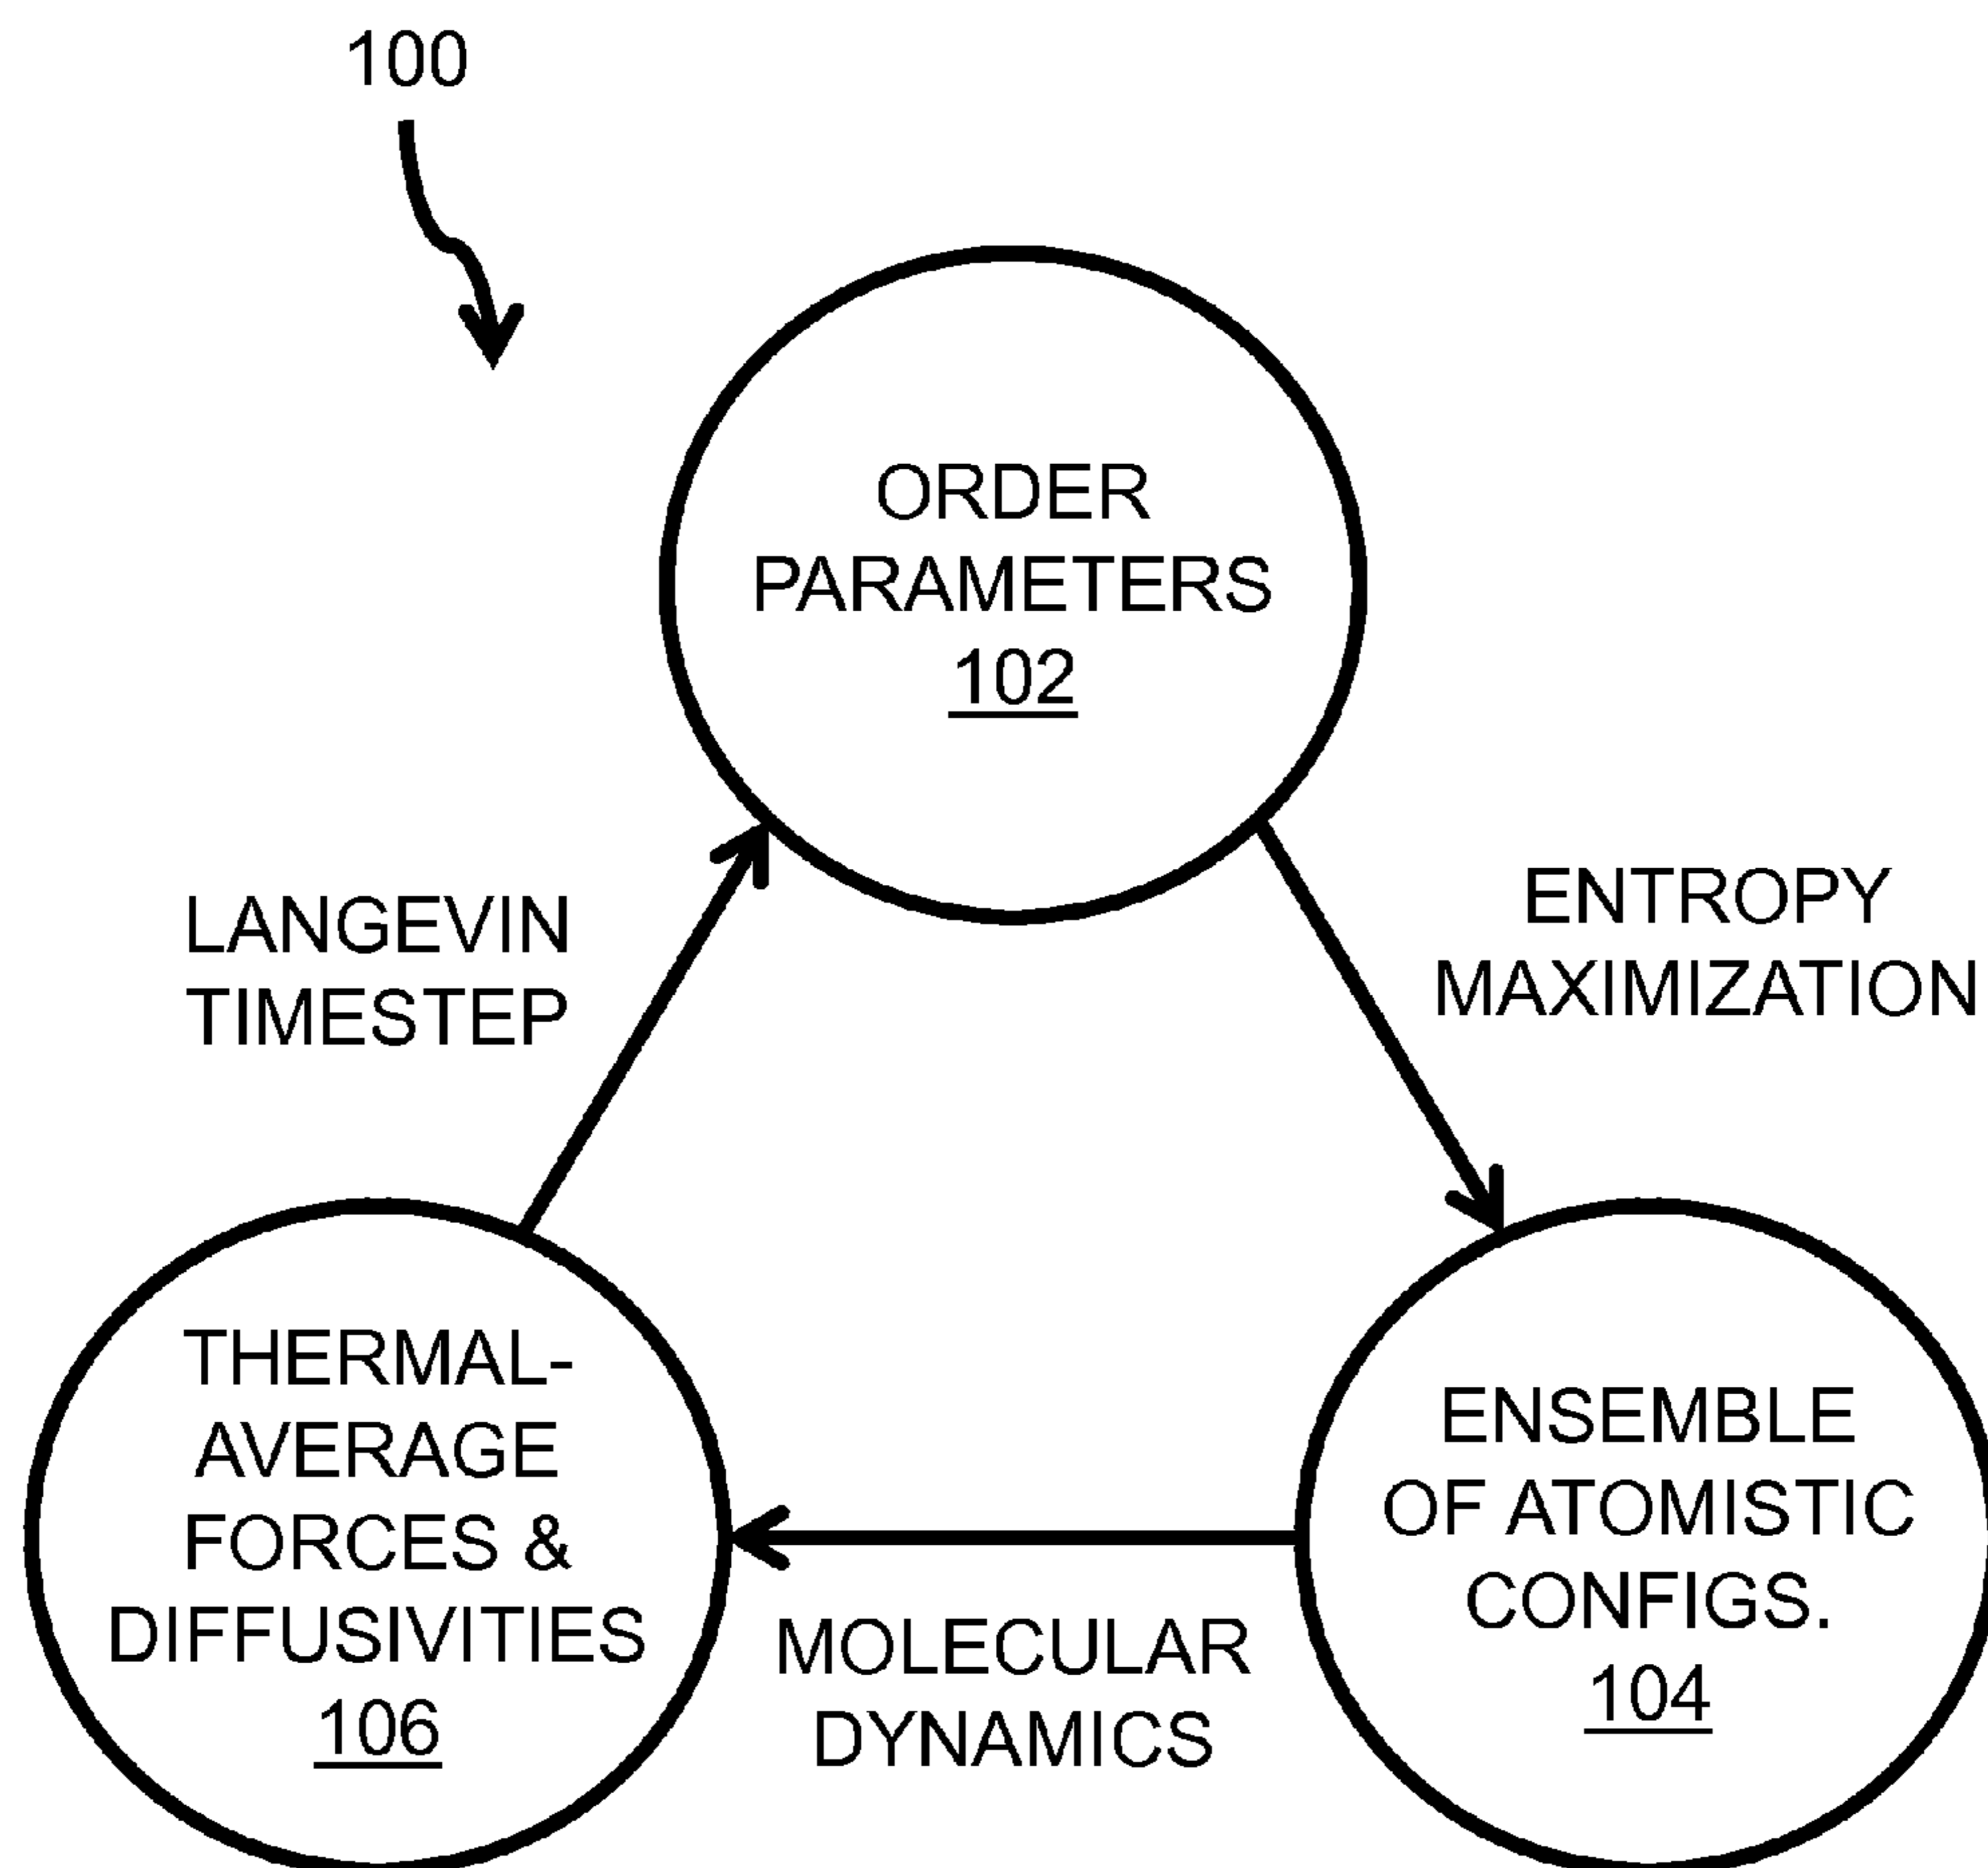 100
ORDER
PARAMETERS
102
LANGEVIN
TIMESTEP
ENTROPY
MAXIMIZATION
THERMAL-
AVERAGE
FORCES &
DIFFUSIVITIES
106
MOLECULAR
DYNAMICS
ENSEMBLE
OF ATOMISTIC
CONFIGS.
104